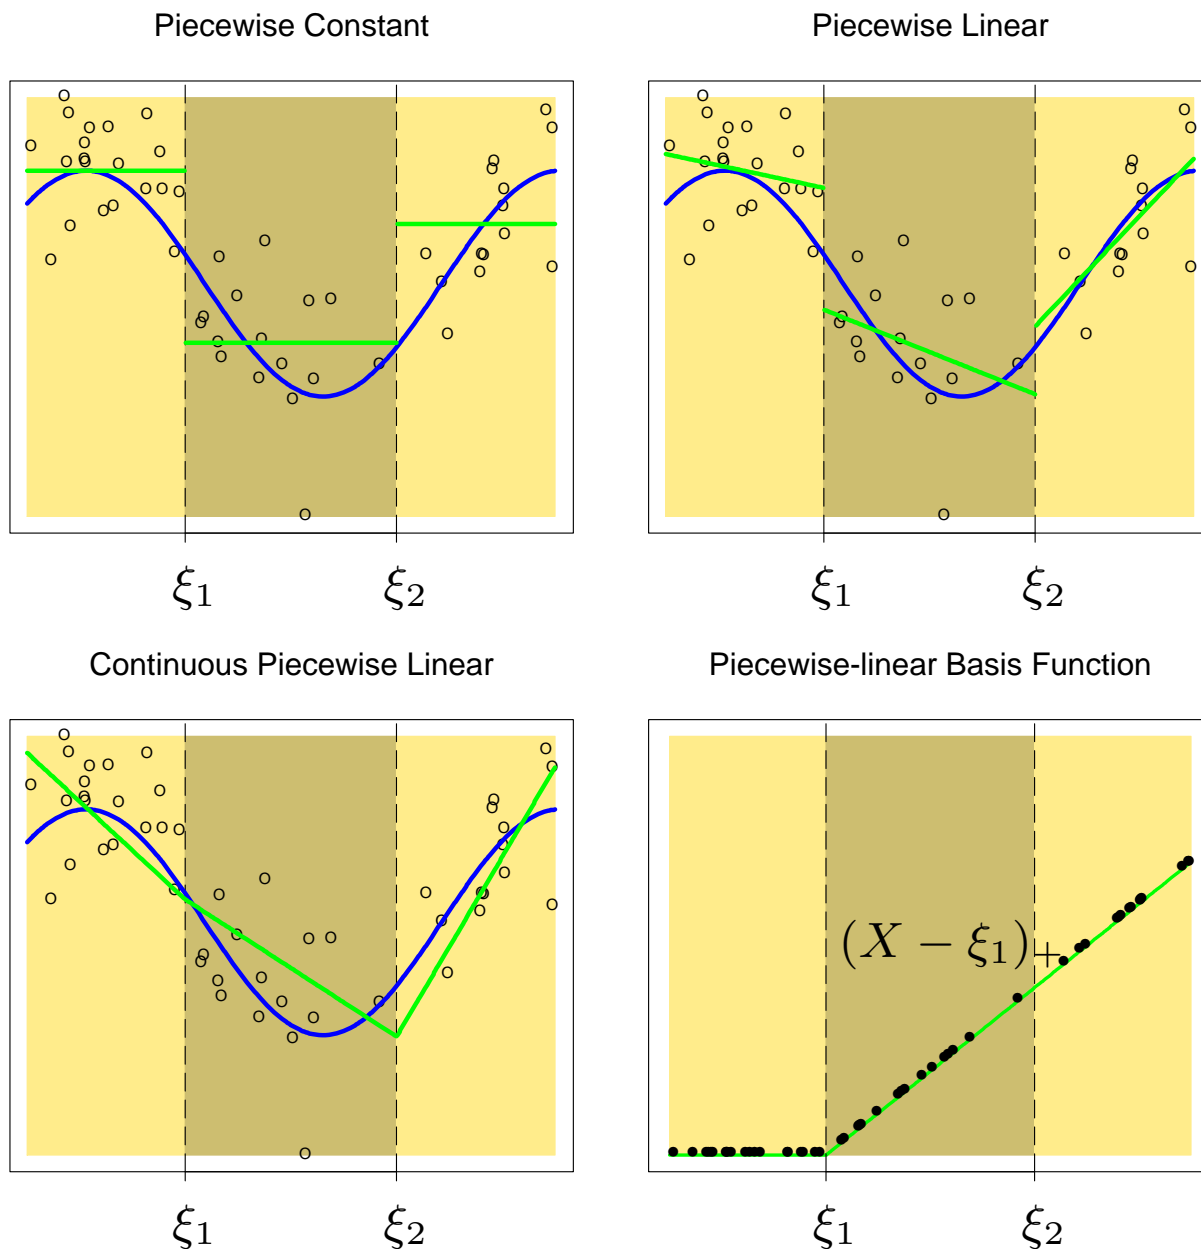 Piecewise Constant
Piecewise Linear
ξ₁ ξ₂
ξ₁ ξ₂
Continuous Piecewise Linear
Piecewise-linear Basis Function
(X − ξ₁)₊
ξ₁ ξ₂
ξ₁ ξ₂